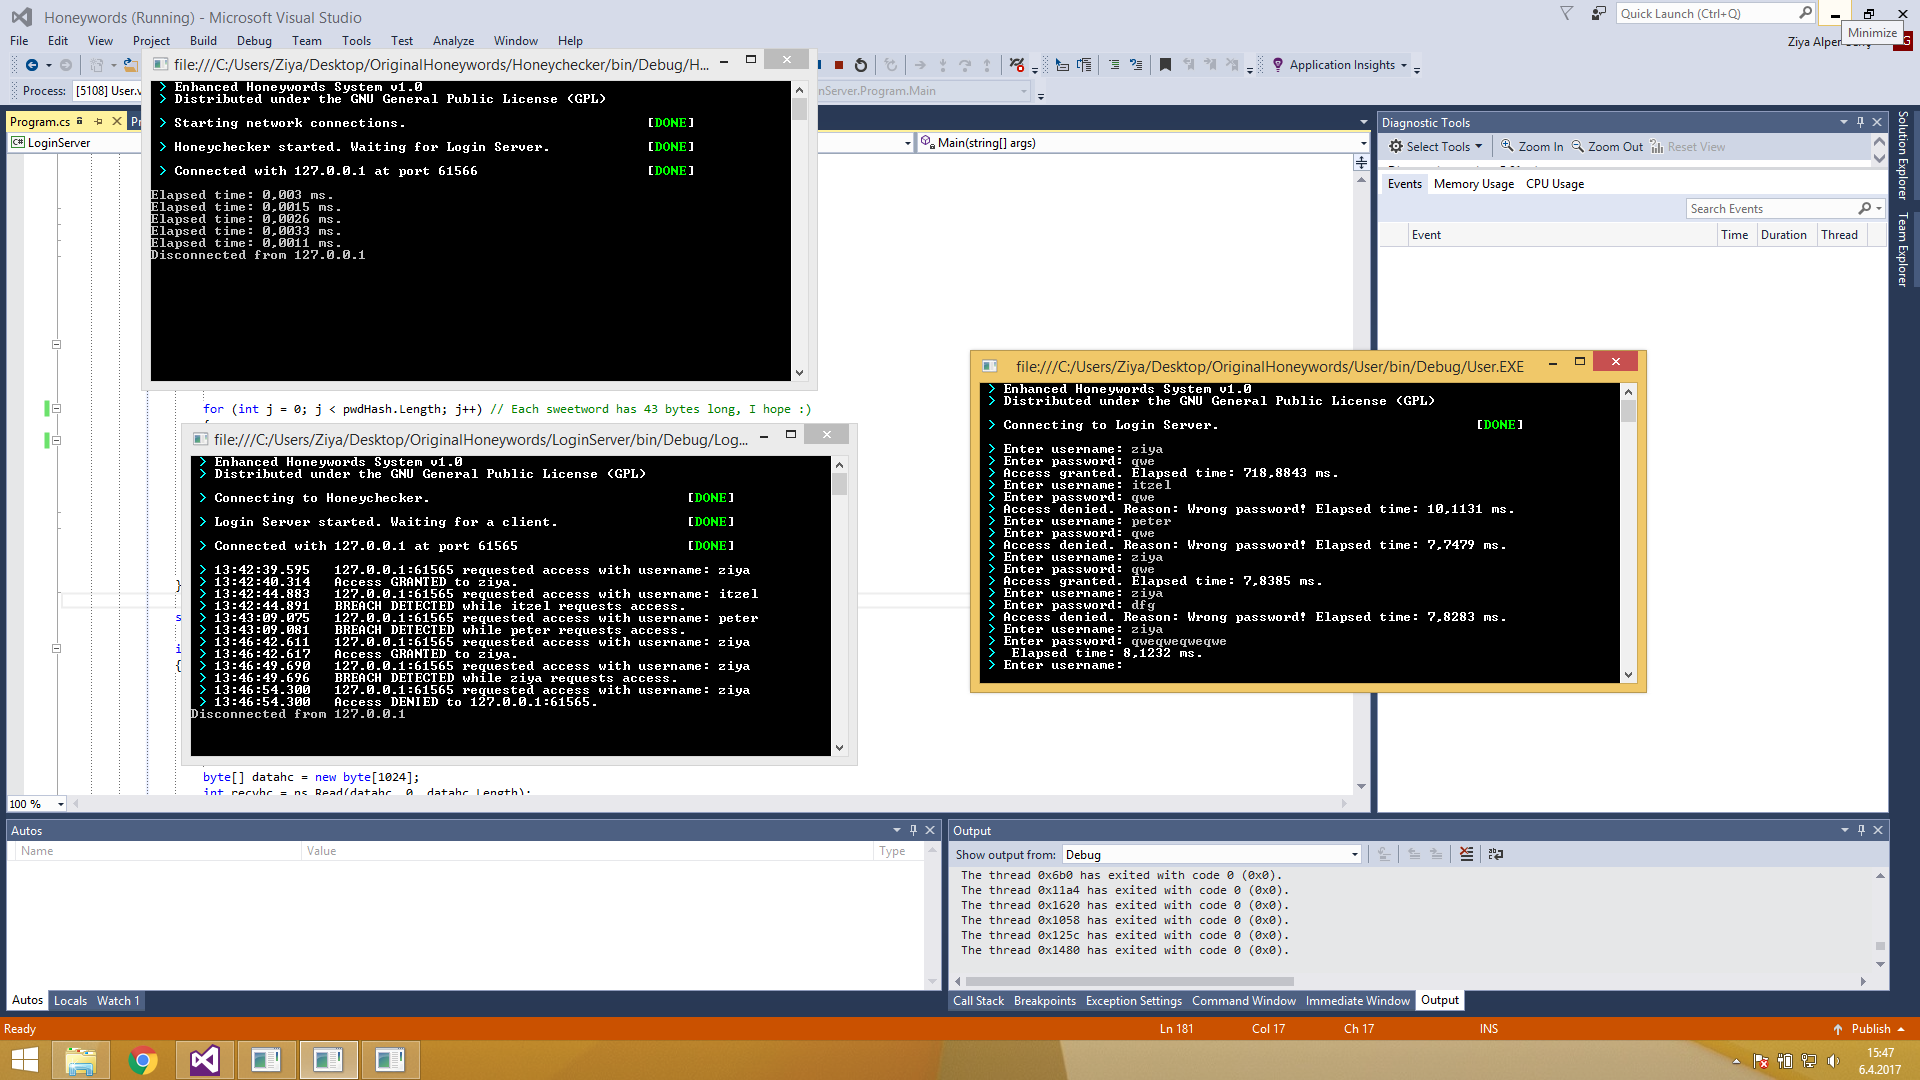 Honeywords (Running) - Microsoft Visual Studio
Quick Launch (Ctrl+Q)
Minimize
File Edit View Project Build Debug Team Tools Test Analyze Window Help
Ziya Alper
Application Insights
Process: [5108] User.v
nServer.Program.Main
file:///C:/Users/Ziya/Desktop/OriginalHoneywords/Honeychecker/bin/Debug/H...
> Enhanced Honeywords System v1.0
> Distributed under the GNU General Public License (GPL)
> Starting network connections. [DONE]
> Honeychecker started. Waiting for Login Server. [DONE]
> Connected with 127.0.0.1 at port 61566 [DONE]
Elapsed time: 0,003 ms.
Elapsed time: 0,0015 ms.
Elapsed time: 0,0026 ms.
Elapsed time: 0,0033 ms.
Elapsed time: 0,0011 ms.
Disconnected from 127.0.0.1
Program.cs
LoginServer
Main(string[] args)
for (int j = 0; j < pwdHash.Length; j++) // Each sweetword has 43 bytes long, I hope :)
{
}
s
i
{
file:///C:/Users/Ziya/Desktop/OriginalHoneywords/LoginServer/bin/Debug/Log...
> Enhanced Honeywords System v1.0
> Distributed under the GNU General Public License (GPL)
> Connecting to Honeychecker. [DONE]
> Login Server started. Waiting for a client. [DONE]
> Connected with 127.0.0.1 at port 61565 [DONE]
> 13:42:39.595 127.0.0.1:61565 requested access with username: ziya
> 13:42:40.314 Access GRANTED to ziya.
> 13:42:44.883 127.0.0.1:61565 requested access with username: itzel
> 13:42:44.891 BREACH DETECTED while itzel requests access.
> 13:43:09.075 127.0.0.1:61565 requested access with username: peter
> 13:43:09.081 BREACH DETECTED while peter requests access.
> 13:46:42.611 127.0.0.1:61565 requested access with username: ziya
> 13:46:42.617 Access GRANTED to ziya.
> 13:46:49.690 127.0.0.1:61565 requested access with username: ziya
> 13:46:49.696 BREACH DETECTED while ziya requests access.
> 13:46:54.300 127.0.0.1:61565 requested access with username: ziya
> 13:46:54.300 Access DENIED to 127.0.0.1:61565.
Disconnected from 127.0.0.1
byte[] datahc = new byte[1024];
int recvhc = ns.Read(datahc, 0, datahc.Length);
100 %
file:///C:/Users/Ziya/Desktop/OriginalHoneywords/User/bin/Debug/User.EXE
> Enhanced Honeywords System v1.0
> Distributed under the GNU General Public License (GPL)
> Connecting to Login Server. [DONE]
> Enter username: ziya
> Enter password: qwe
> Access granted. Elapsed time: 718,8843 ms.
> Enter username: itzel
> Enter password: qwe
> Access denied. Reason: Wrong password! Elapsed time: 10,1131 ms.
> Enter username: peter
> Enter password: qwe
> Access denied. Reason: Wrong password! Elapsed time: 7,7479 ms.
> Enter username: ziya
> Enter password: qwe
> Access granted. Elapsed time: 7,8385 ms.
> Enter username: ziya
> Enter password: dfg
> Access denied. Reason: Wrong password! Elapsed time: 7,8283 ms.
> Enter username: ziya
> Enter password: qweqweqweqwe
> Elapsed time: 8,1232 ms.
> Enter username:
Diagnostic Tools
Select Tools Zoom In Zoom Out Reset View
Events Memory Usage CPU Usage
Search Events
Event Time Duration Thread
Solution Explorer
Team Explorer
Autos
Name Value Type
Autos Locals Watch 1
Output
Show output from: Debug
The thread 0x6b0 has exited with code 0 (0x0).
The thread 0x11a4 has exited with code 0 (0x0).
The thread 0x1620 has exited with code 0 (0x0).
The thread 0x1058 has exited with code 0 (0x0).
The thread 0x125c has exited with code 0 (0x0).
The thread 0x1480 has exited with code 0 (0x0).
Call Stack Breakpoints Exception Settings Command Window Immediate Window Output
Ready Ln 181 Col 17 Ch 17 INS Publish
15:47
6.4.2017